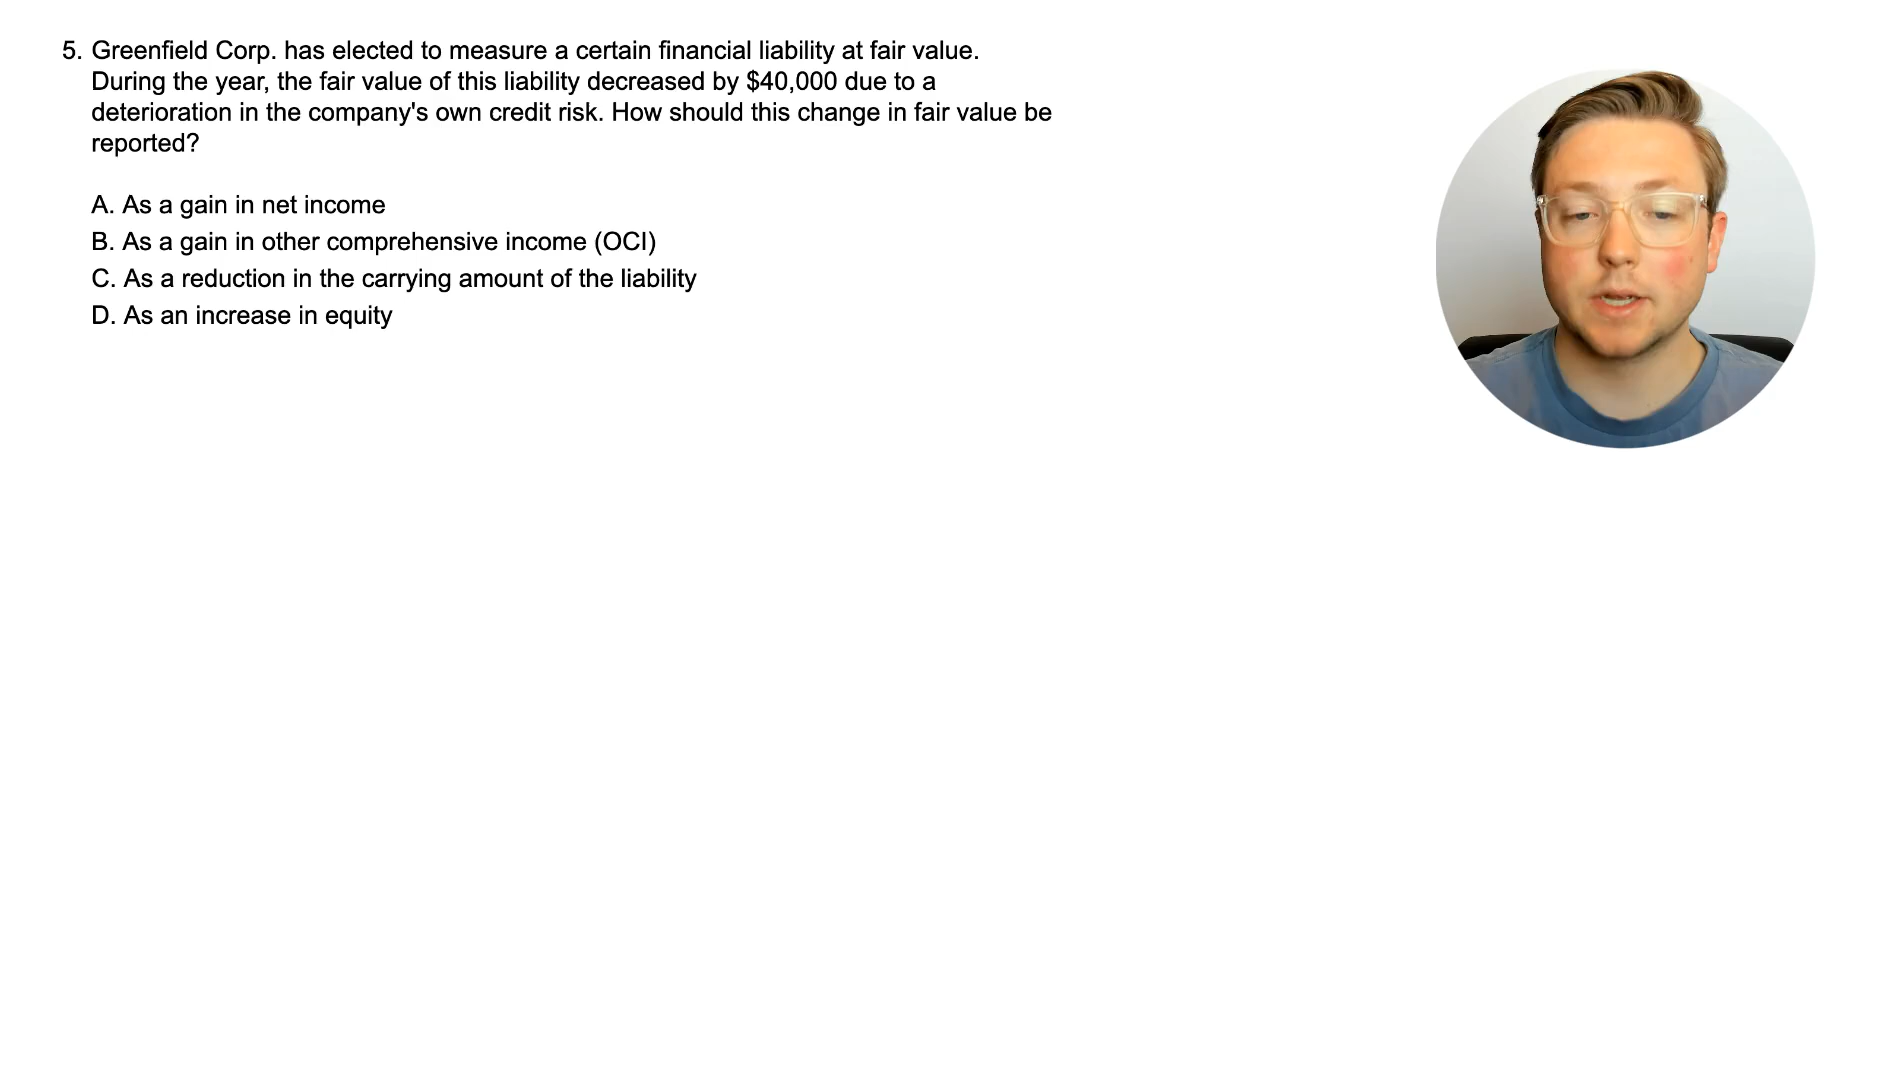 5. Greenfield Corp. has elected to measure a certain financial liability at fair value.
During the year, the fair value of this liability decreased by $40,000 due to a
deterioration in the company's own credit risk. How should this change in fair value be
reported?
A. As a gain in net income
B. As a gain in other comprehensive income (OCI)
C. As a reduction in the carrying amount of the liability
D. As an increase in equity